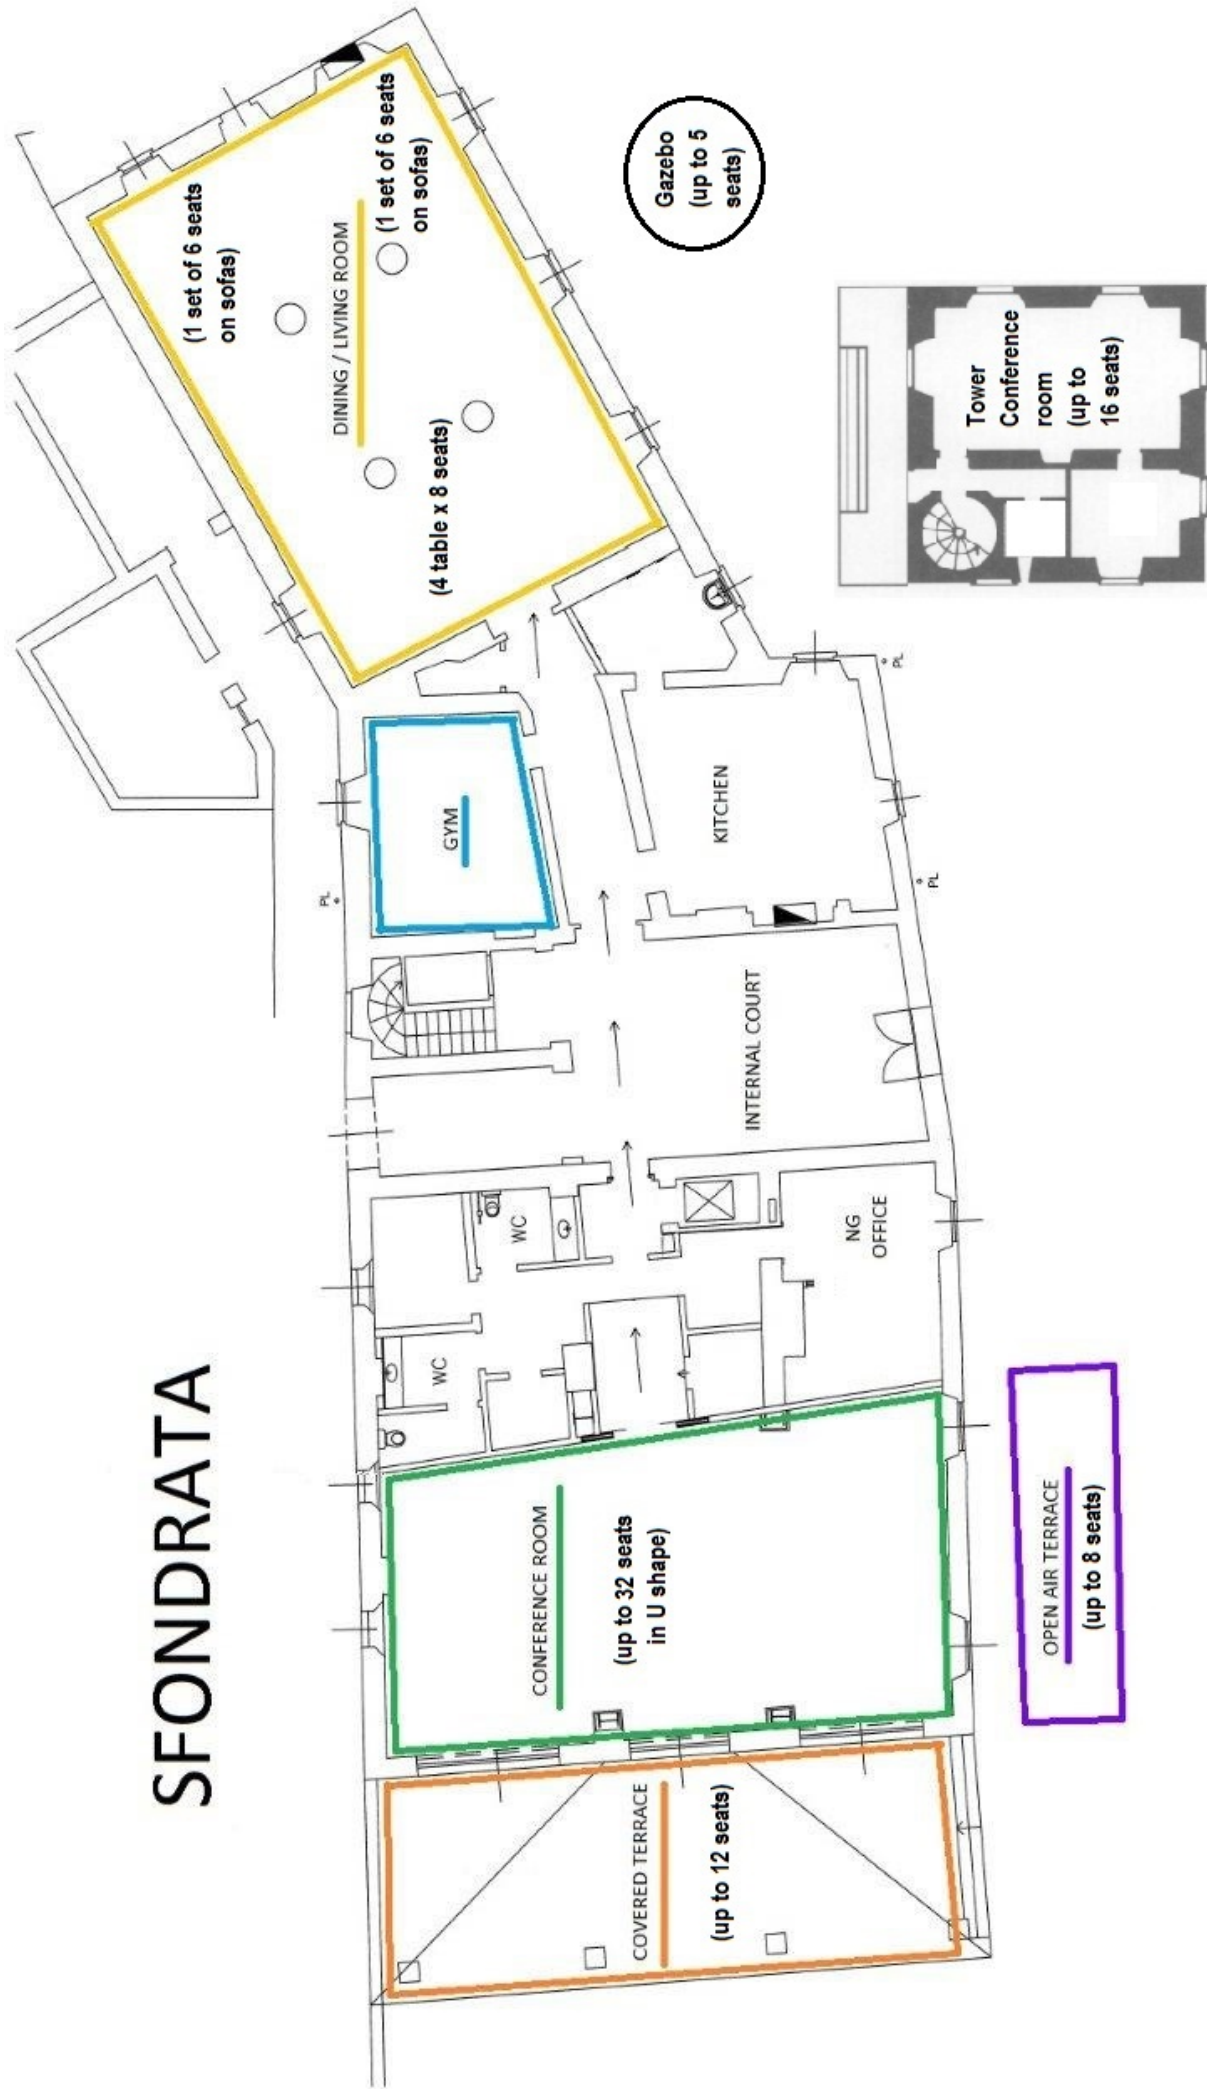 SFONDRATA
COVERED TERRACE
(up to 12 seats)
CONFERENCE ROOM
(up to 32 seats
in U shape)
OPEN AIR TERRACE
(up to 8 seats)
WC
WC
NG
OFFICE
INTERNAL COURT
PL
GYM
KITCHEN
PL
PL
DINING / LIVING ROOM
(4 table x 8 seats)
(1 set of 6 seats
on sofas)
(1 set of 6 seats
on sofas)
Gazebo
(up to 5
seats)
Tower
Conference
room
(up to
16 seats)